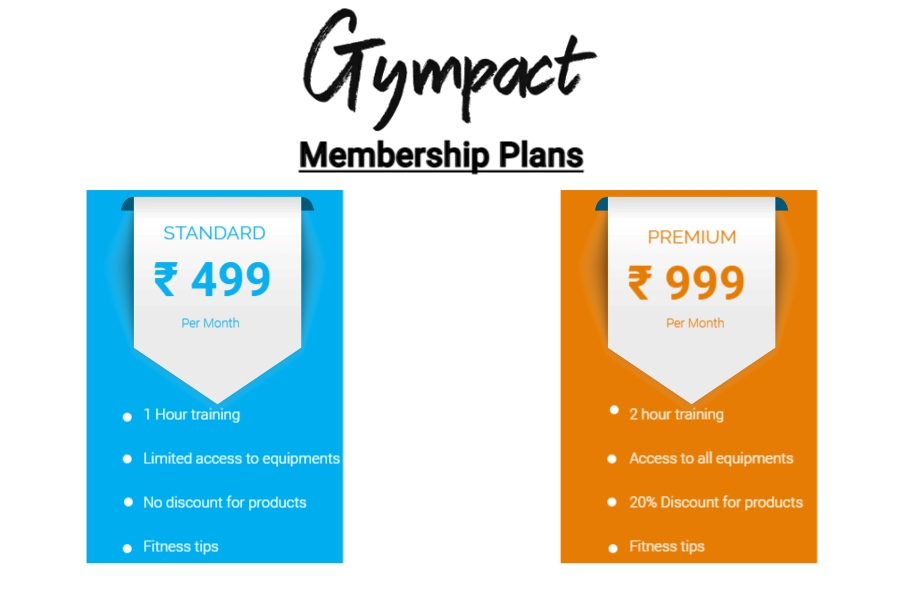 Gympact
Membership Plans
STANDARD
₹ 499
Per Month
1 Hour training
Limited access to equipments
No discount for products
Fitness tips
PREMIUM
₹ 999
Per Month
2 hour training
Access to all equipments
20% Discount for products
Fitness tips